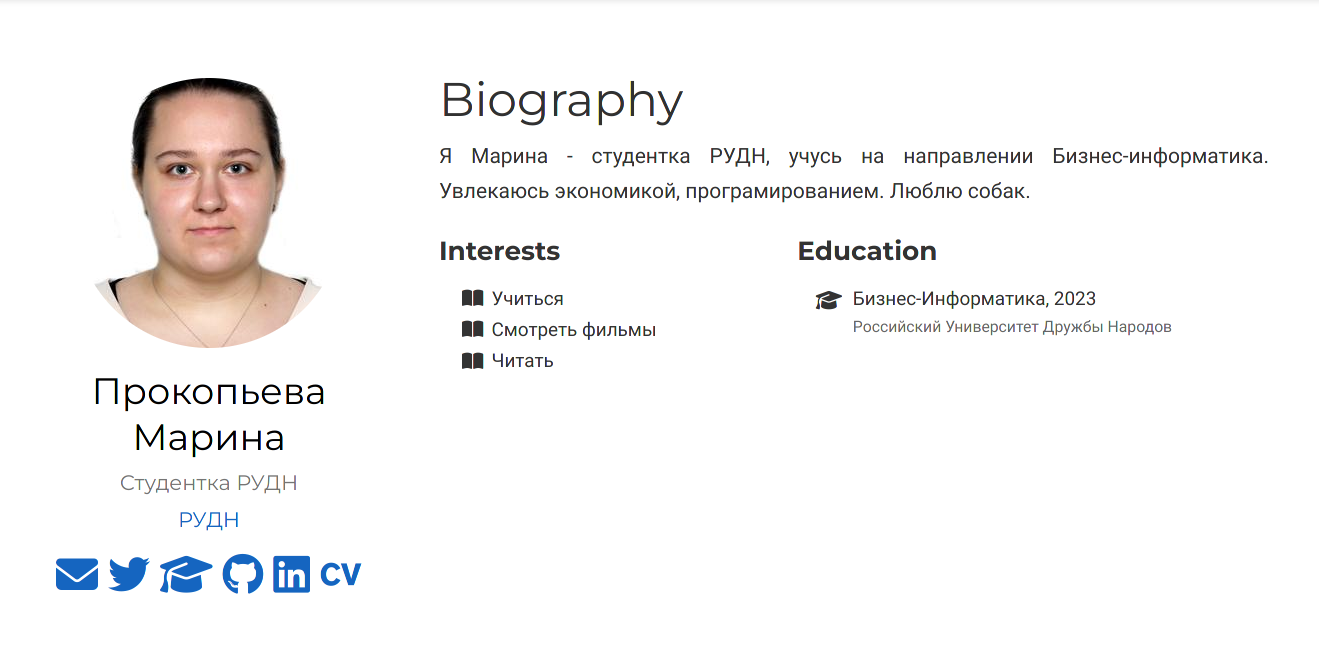 Biography
Я Марина - студентка РУДН, учусь на направлении Бизнес-информатика.
Увлекаюсь экономикой, програмированием. Люблю собак.
Interests
Учиться
Смотреть фильмы
Читать
Education
Бизнес-Информатика, 2023
Российский Университет Дружбы Народов
Прокопьева
Марина
Студентка РУДН
РУДН
in CV